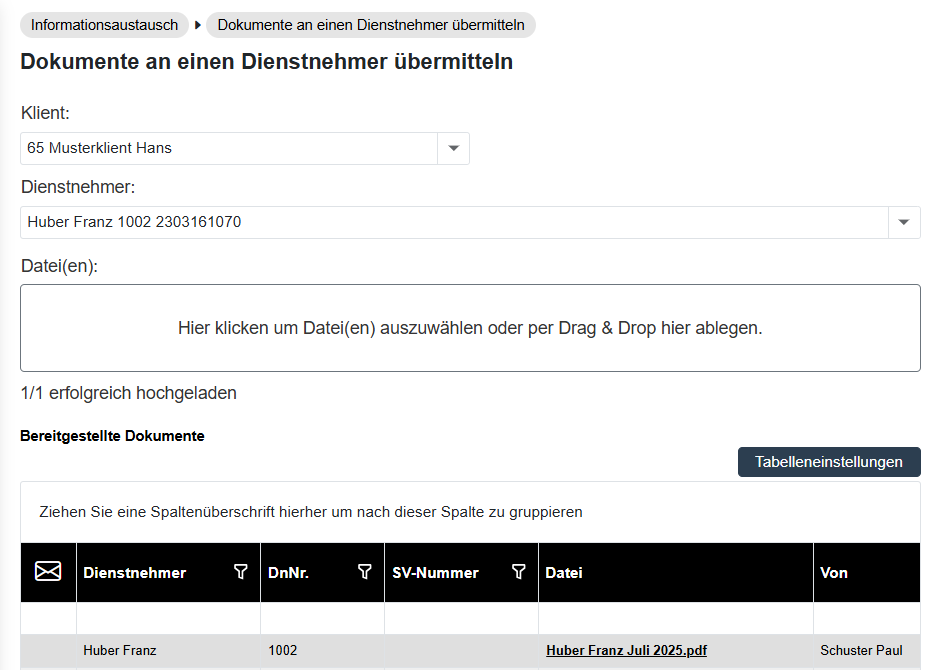 Informationsaustausch Dokumente an einen Dienstnehmer übermitteln
Dokumente an einen Dienstnehmer übermitteln
Klient:
65 Musterklient Hans
Dienstnehmer:
Huber Franz 1002 2303161070
Datei(en):
Hier klicken um Datei(en) auszuwählen oder per Drag & Drop hier ablegen.
1/1 erfolgreich hochgeladen
Bereitgestellte Dokumente
Tabelleneinstellungen
Ziehen Sie eine Spaltenüberschrift hierher um nach dieser Spalte zu gruppieren
Dienstnehmer DnNr. SV-Nummer Datei Von
Huber Franz 1002 Huber Franz Juli 2025.pdf Schuster Paul